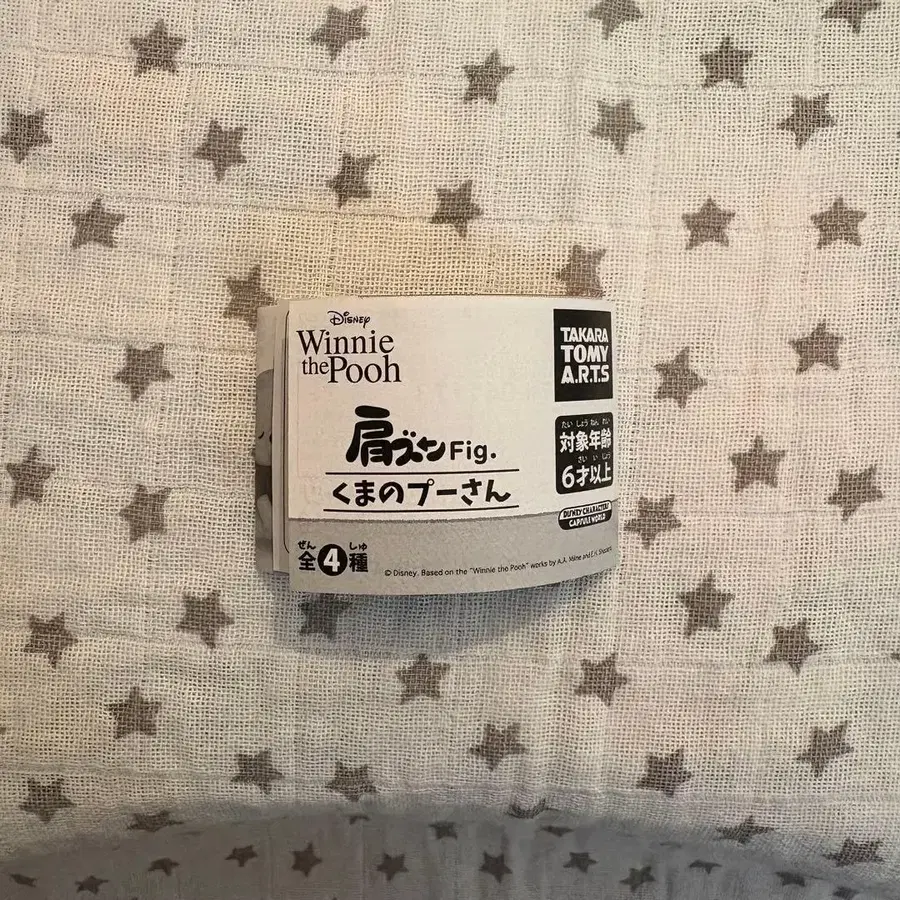 Disney
Winnie
the Pooh
肩ズンFig.
くまのプーさん
ぜん しゅ
全4種
© Disney. Based on the "Winnie the Pooh" works by A.A. Milne and E.H. Shepard.
TAKARA
TOMY
A.R.T.S
たい しょう ねん れい
対象年齢
さい い じょう
6才以上
DISNEY CHARACTERS
CAPSULE WORLD